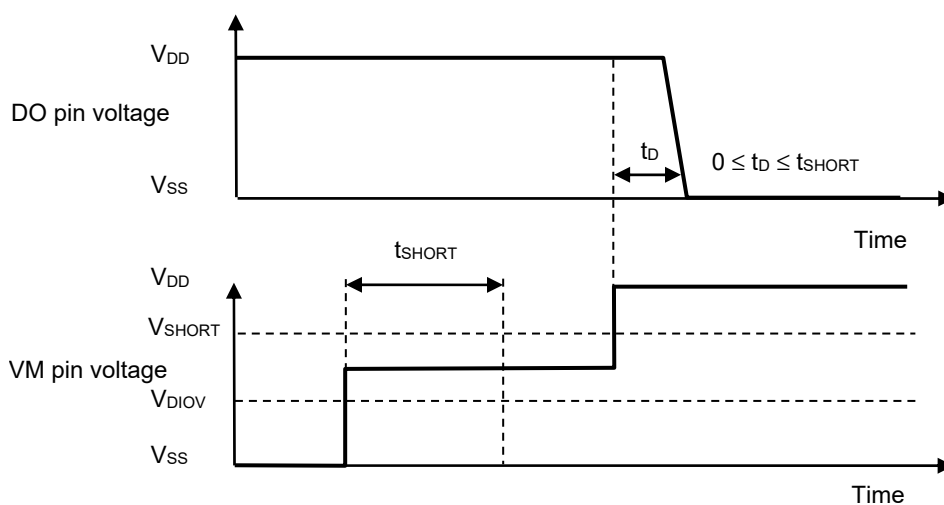 VDD
DO pin voltage
tD
0 ≤ tD ≤ tSHORT
VSS
Time
tSHORT
VDD
VSHORT
VM pin voltage
VDIOV
VSS
Time